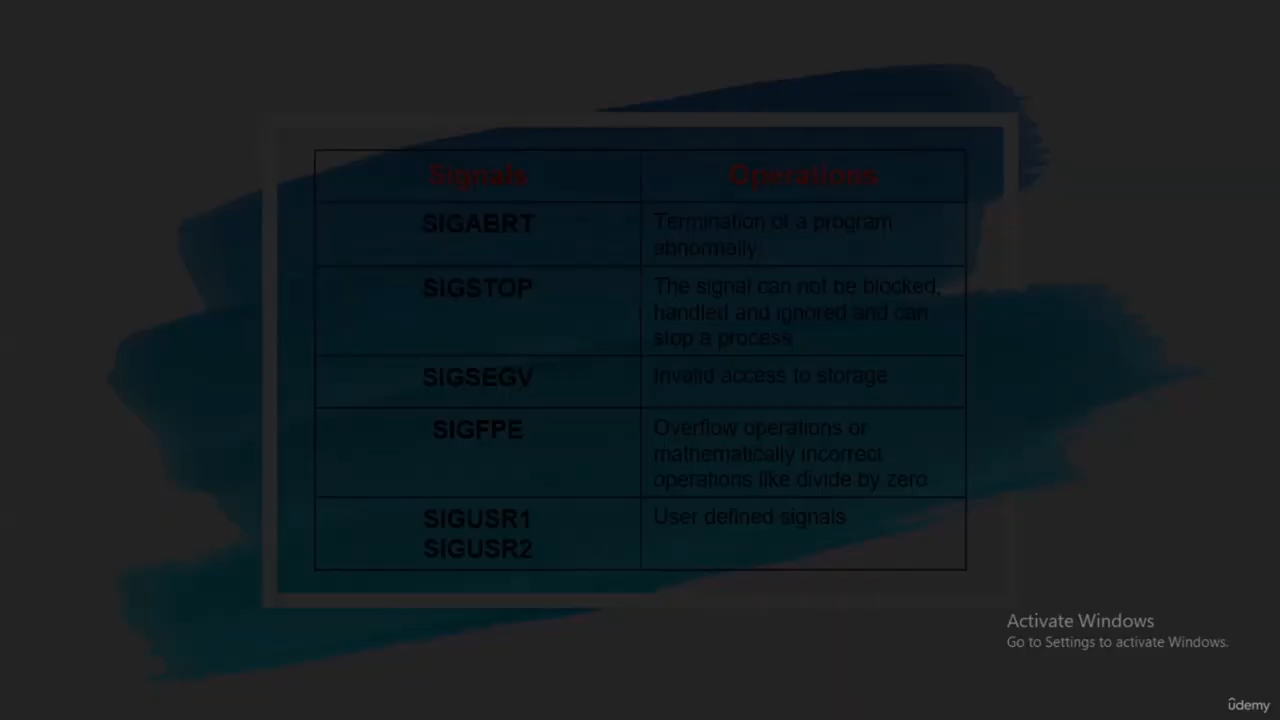 Signals
Operations
SIGABRT
Termination of a program
abnormally
SIGSTOP
The signal can not be blocked,
handled and ignored and can
stop a process
SIGSEGV
Invalid access to storage
SIGFPE
Overflow operations or
mathematically incorrect
operations like divide by zero
SIGUSR1
SIGUSR2
User defined signals
Activate Windows
Go to Settings to activate Windows.
ûdemy